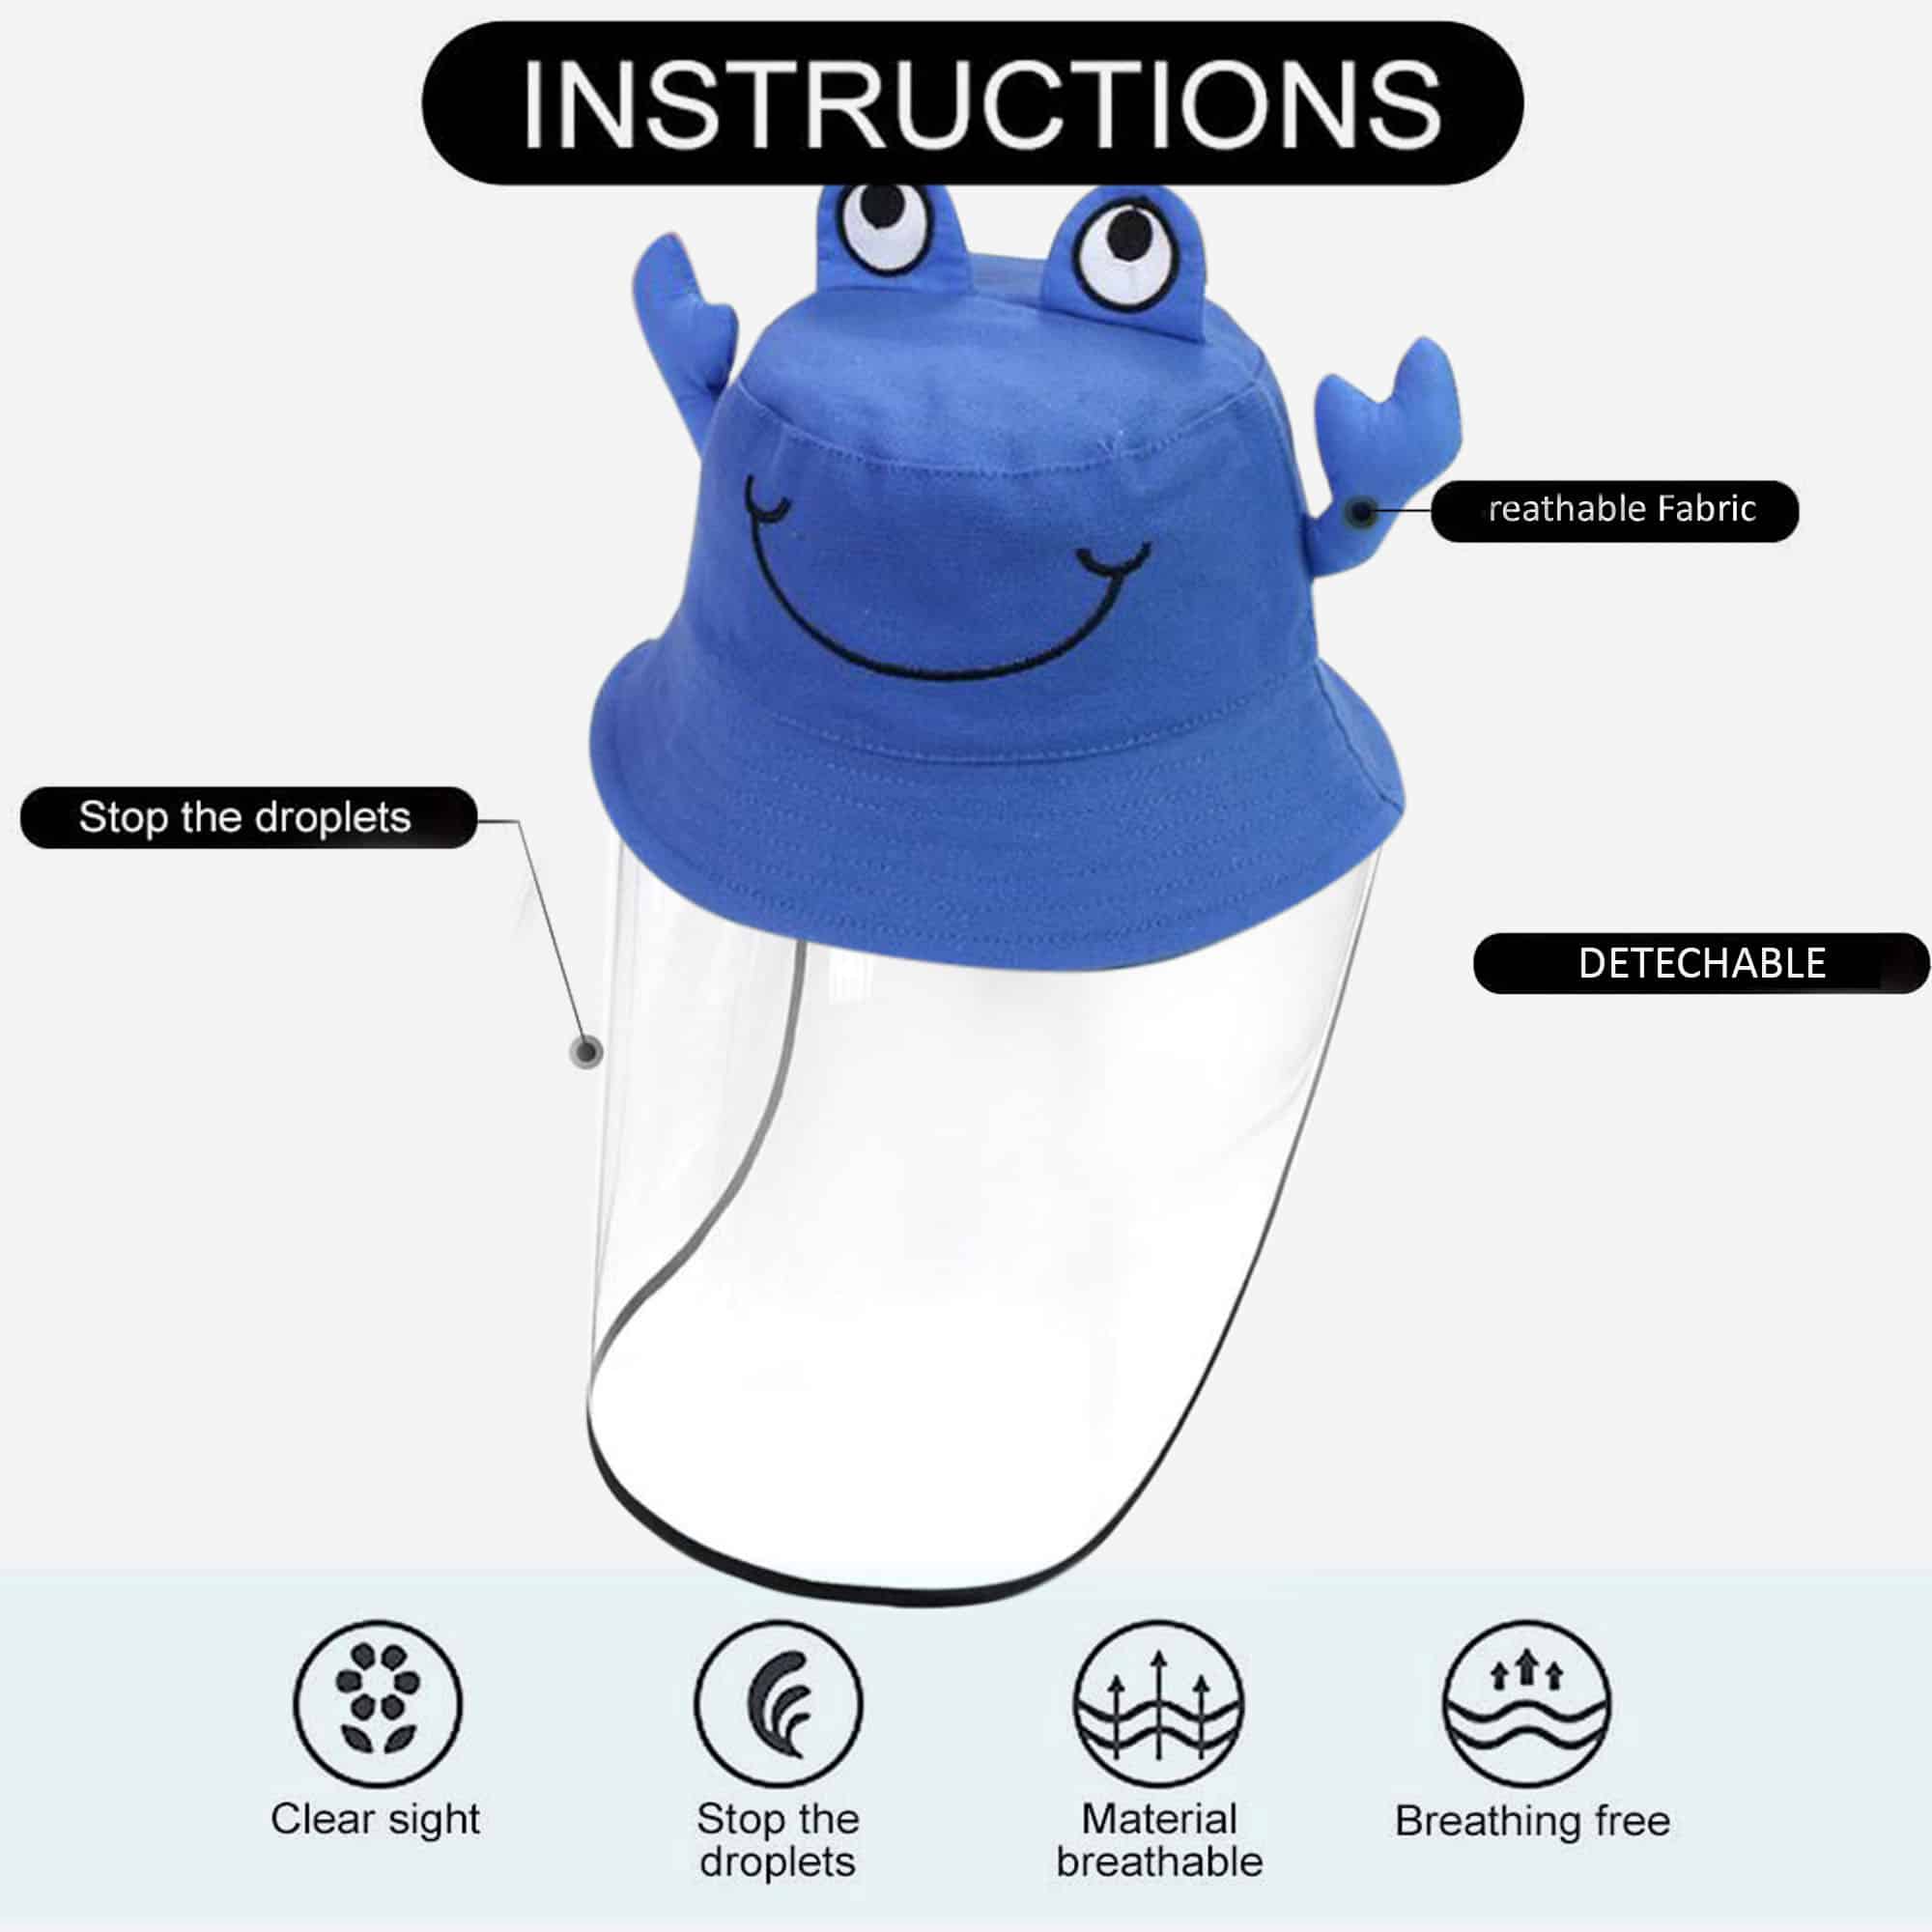 INSTRUCTIONS
reathable Fabric
Stop the droplets
DETECHABLE
Clear sight
Stop the
droplets
Material
breathable
Breathing free